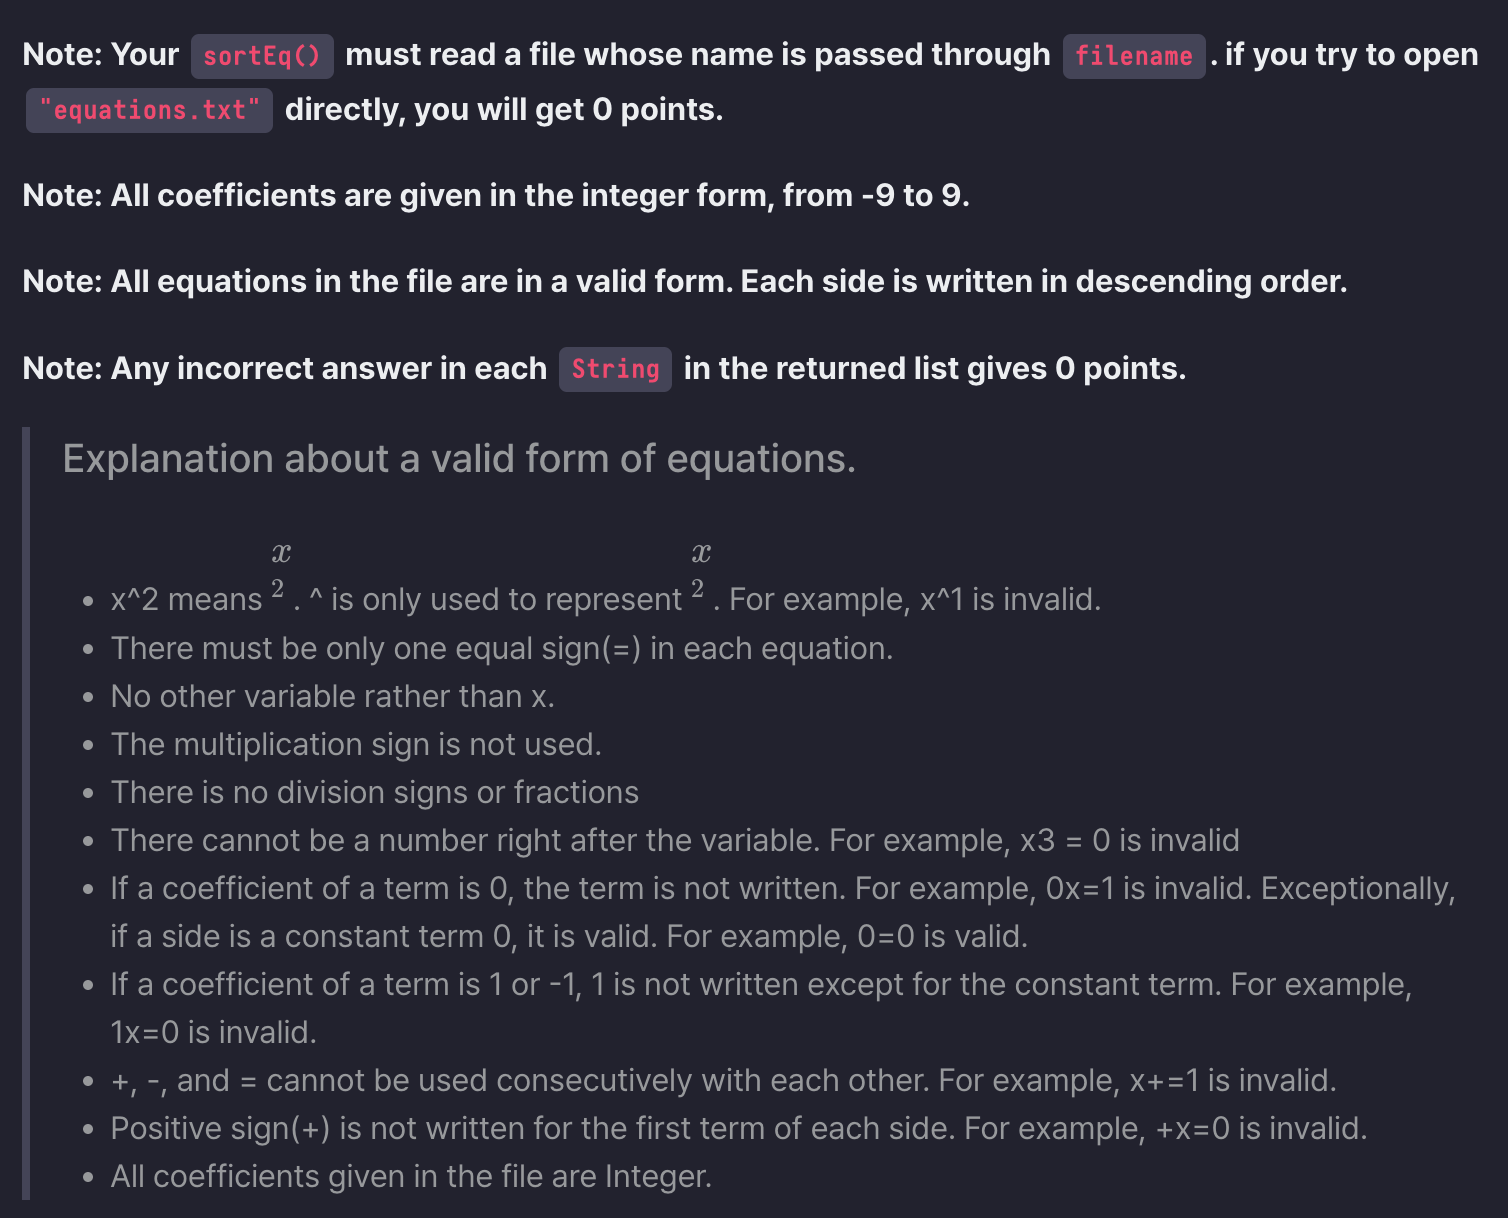 Note: Your sortEq() must read a file whose name is passed through filename . if you try to open
"equations.txt" directly, you will get 0 points.
Note: All coefficients are given in the integer form, from -9 to 9.
Note: All equations in the file are in a valid form. Each side is written in descending order.
Note: Any incorrect answer in each String in the returned list gives 0 points.
Explanation about a valid form of equations.
• x^2 means x 2 . ^ is only used to represent x 2 . For example, x^1 is invalid.
• There must be only one equal sign(=) in each equation.
• No other variable rather than x.
• The multiplication sign is not used.
• There is no division signs or fractions
• There cannot be a number right after the variable. For example, x3 = 0 is invalid
• If a coefficient of a term is 0, the term is not written. For example, 0x=1 is invalid. Exceptionally,
if a side is a constant term 0, it is valid. For example, 0=0 is valid.
• If a coefficient of a term is 1 or -1, 1 is not written except for the constant term. For example,
1x=0 is invalid.
• +, -, and = cannot be used consecutively with each other. For example, x+=1 is invalid.
• Positive sign(+) is not written for the first term of each side. For example, +x=0 is invalid.
• All coefficients given in the file are Integer.